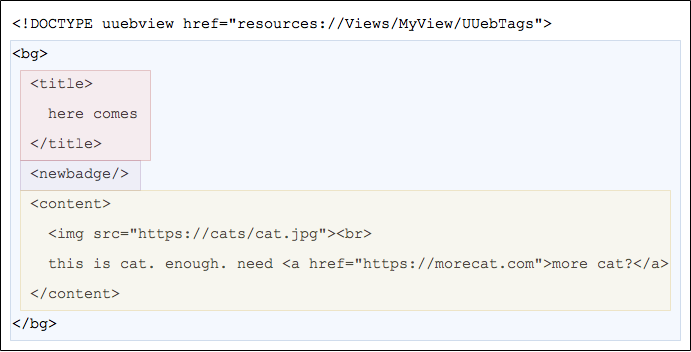 <!DOCTYPE uuebview href="resources://Views/MyView/UUebTags">
<bg>
<title>
here comes
</title>
<newbadge/>
<content>
<img src="https://cats/cat.jpg"><br>
this is cat. enough. need <a href="https://morecat.com">more cat?</a>
</content>
</bg>